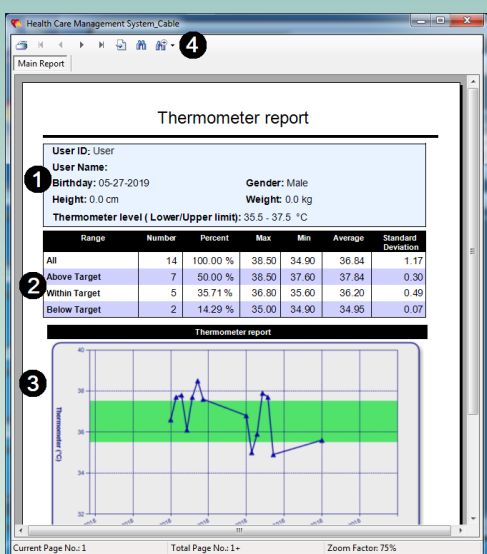 Health Care Management System_Cable
4
Main Report
Thermometer report
1
User ID: User
User Name:
Birthday: 05-27-2019 Gender: Male
Height: 0.0 cm Weight: 0.0 kg
Thermometer level ( Lower/Upper limit): 35.5 - 37.5 °C
Range Number Percent Max Min Average Standard Deviation
All 14 100.00 % 38.50 34.90 36.84 1.17
2
Above Target 7 50.00 % 38.50 37.60 37.84 0.30
Within Target 5 35.71 % 36.80 35.60 36.20 0.49
Below Target 2 14.29 % 35.00 34.90 34.95 0.07
Thermometer report
3
Thermometer (°C)
40
38
36
34
32
Current Page No.: 1 Total Page No.: 1+ Zoom Factor: 75%